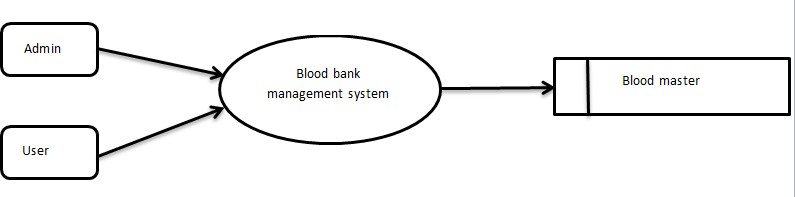 Admin
Blood bank
management system
Blood master
User